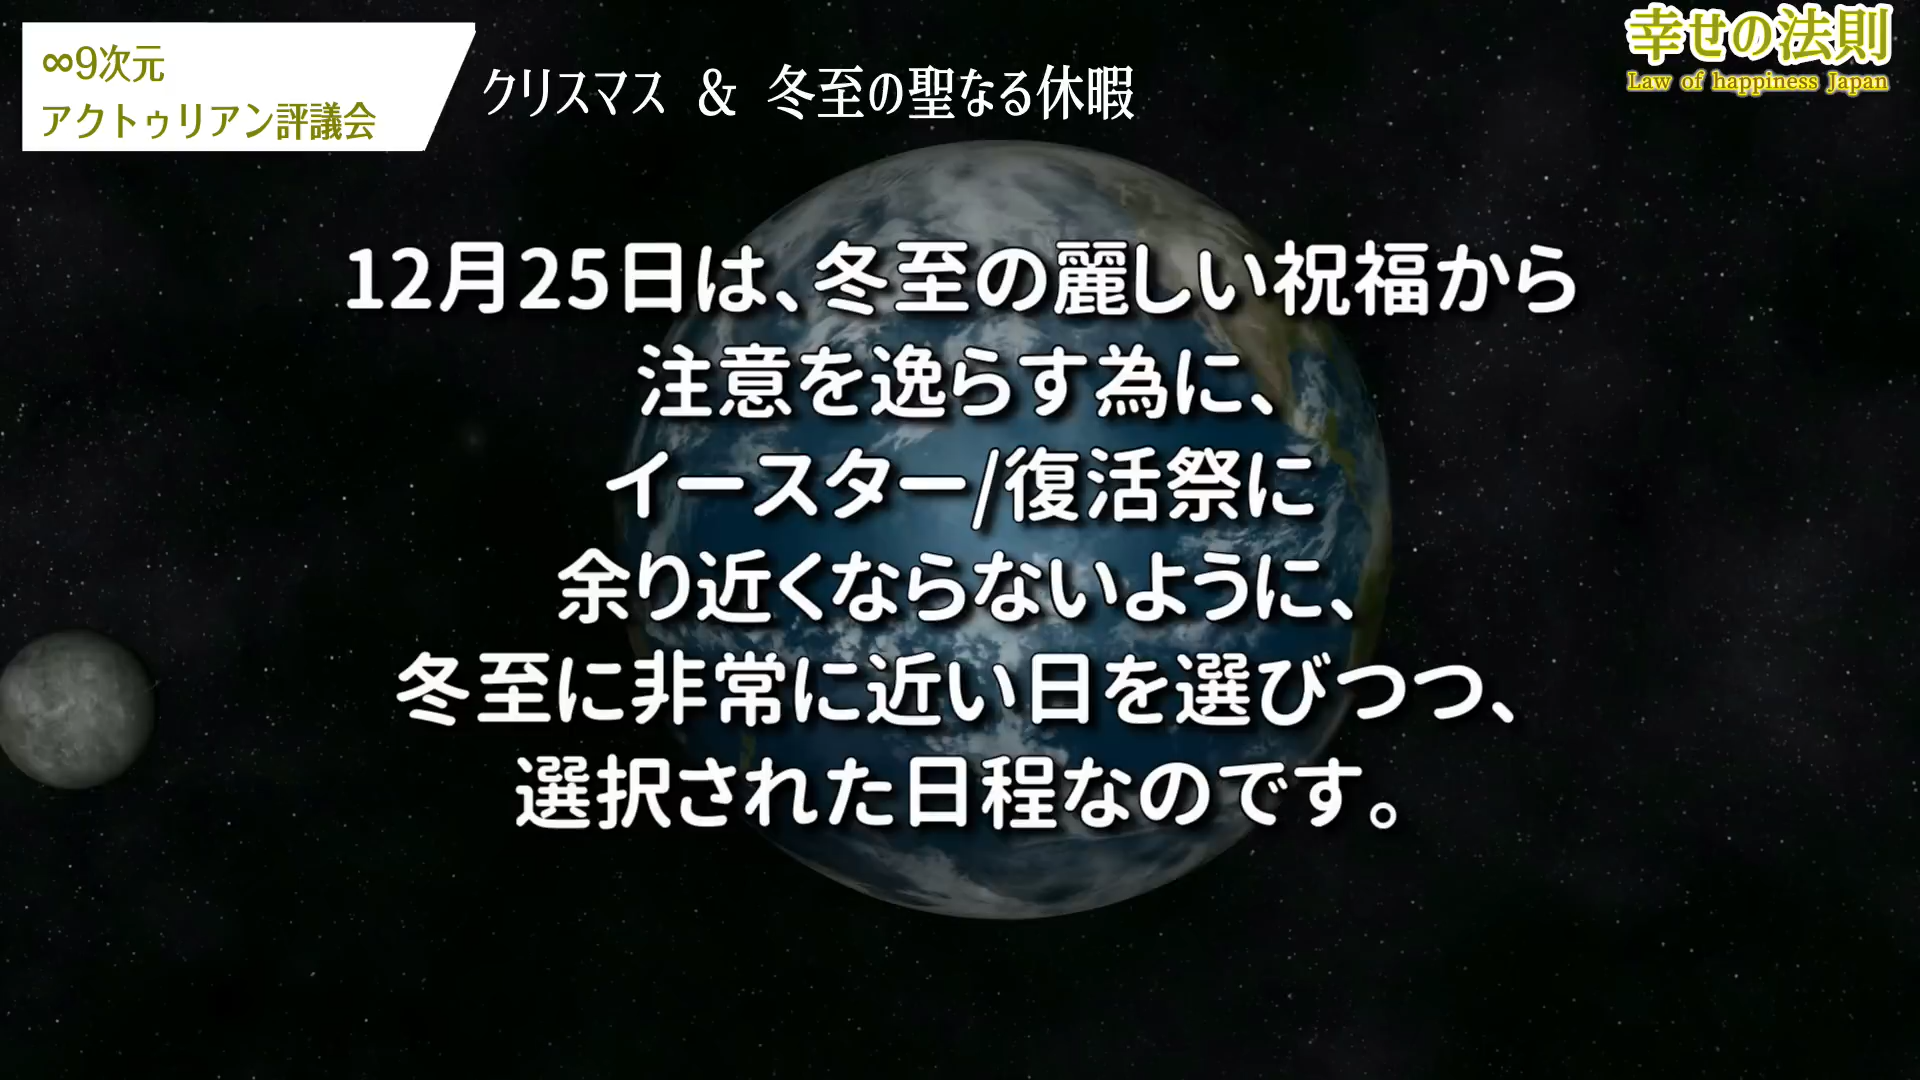 ∞9次元
アクトゥリアン評議会
クリスマス ＆ 冬至の聖なる休暇
幸せの法則
Law of happiness Japan
12月25日は、冬至の麗しい祝福から
注意を逸らす為に、
イースター/復活祭に
余り近くならないように、
冬至に非常に近い日を選びつつ、
選択された日程なのです。